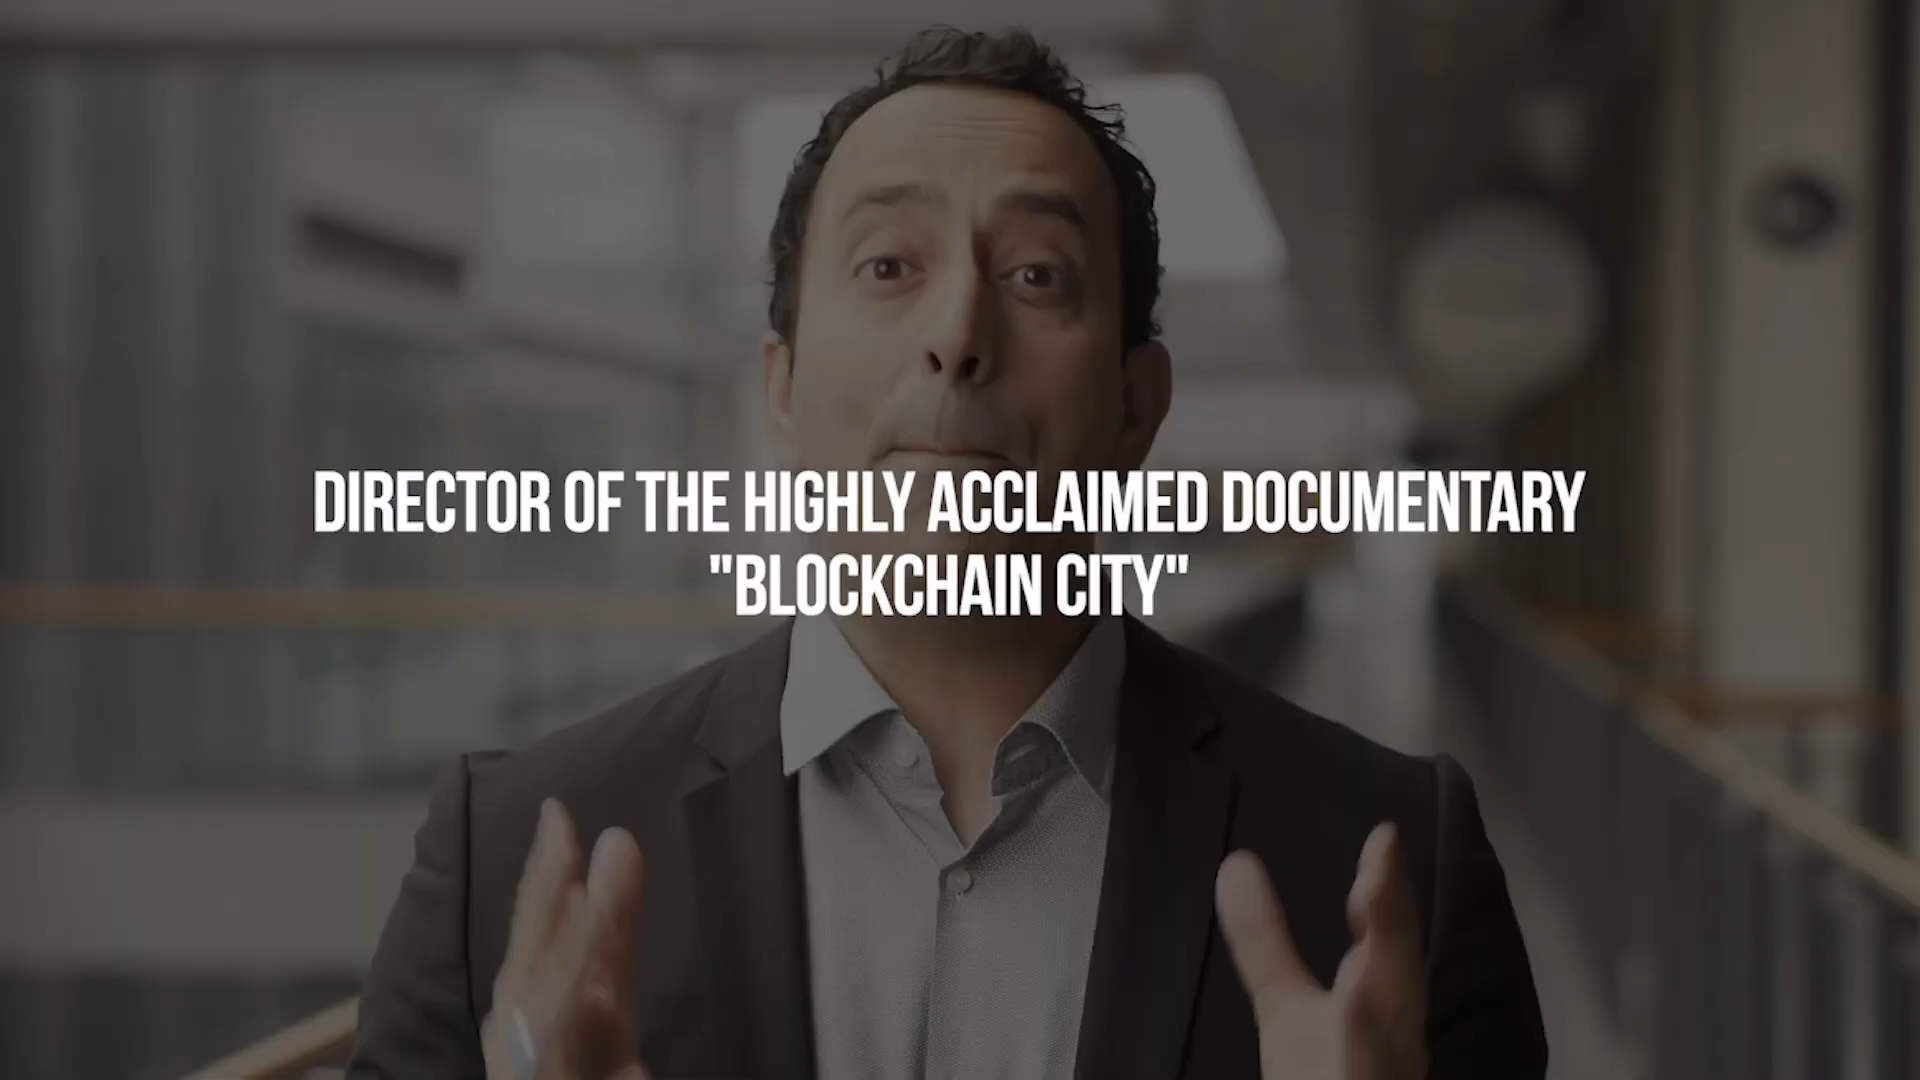 DIRECTOR OF THE HIGHLY ACCLAIMED DOCUMENTARY
"BLOCKCHAIN CITY"